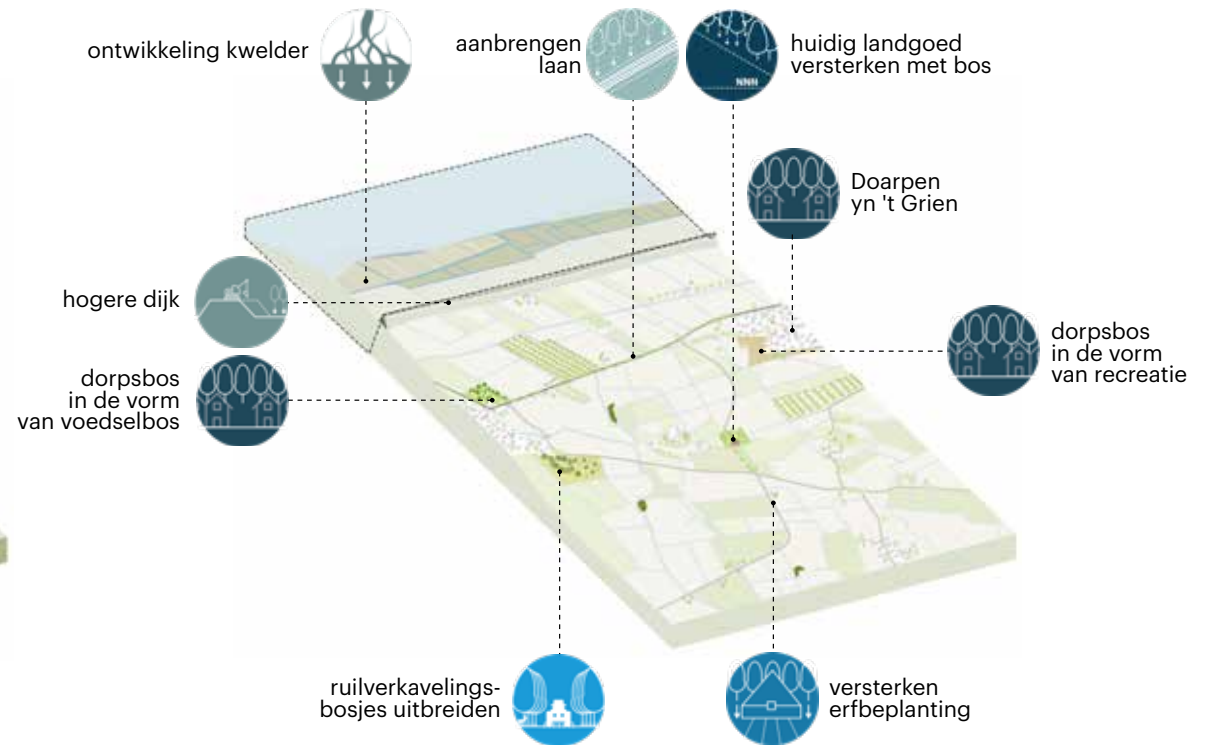 ontwikkeling kwelder
aanbrengen
laan
huidig landgoed
versterken met bos
NNN
Doarpen
yn 't Grien
hogere dijk
dorpsbos
in de vorm
van recreatie
dorpsbos
in de vorm
van voedselbos
ruilverkavelings-
bosjes uitbreiden
versterken
erfbeplanting